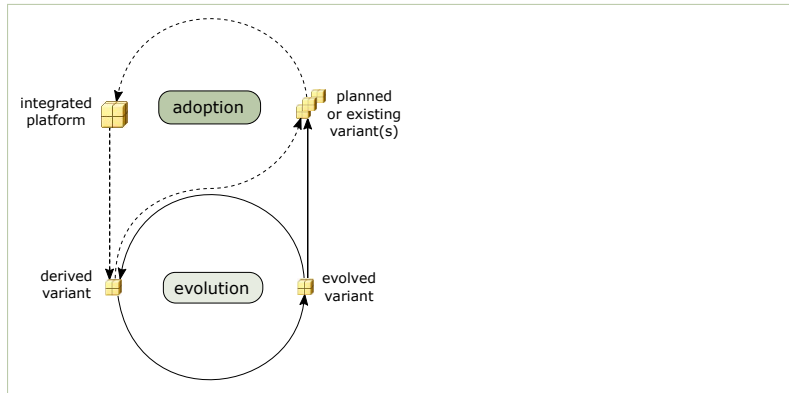 integrated
platform
adoption
planned
or existing
variant(s)
derived
variant
evolution
evolved
variant